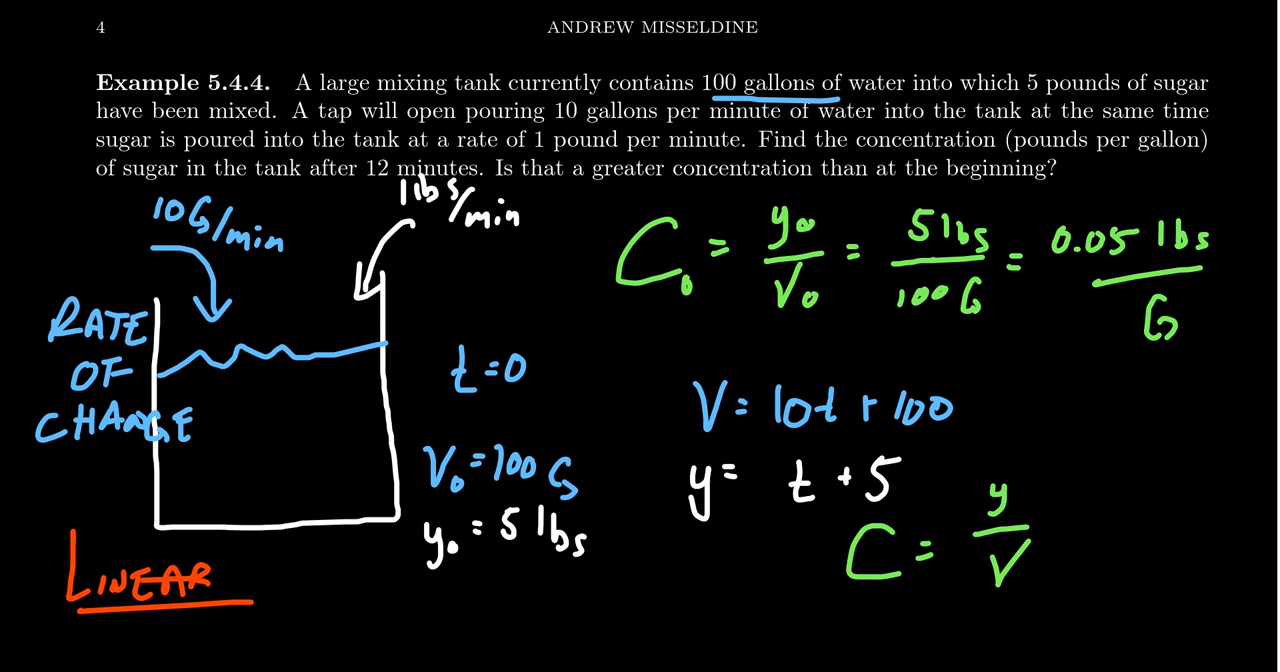 4
ANDREW MISSELDINE
Example 5.4.4. A large mixing tank currently contains 100 gallons of water into which 5 pounds of sugar
have been mixed. A tap will open pouring 10 gallons per minute of water into the tank at the same time
sugar is poured into the tank at a rate of 1 pound per minute. Find the concentration (pounds per gallon)
of sugar in the tank after 12 minutes. Is that a greater concentration than at the beginning?
10G/min
1lbs/min
C₀ = y₀/V₀ = 5lbs/100G = 0.05 lbs/G
RATE
OF
CHANGE
t=0
V = 10t + 100
V₀ = 100 G
y = t + 5
y₀ = 5 lbs
C = y/V
LINEAR